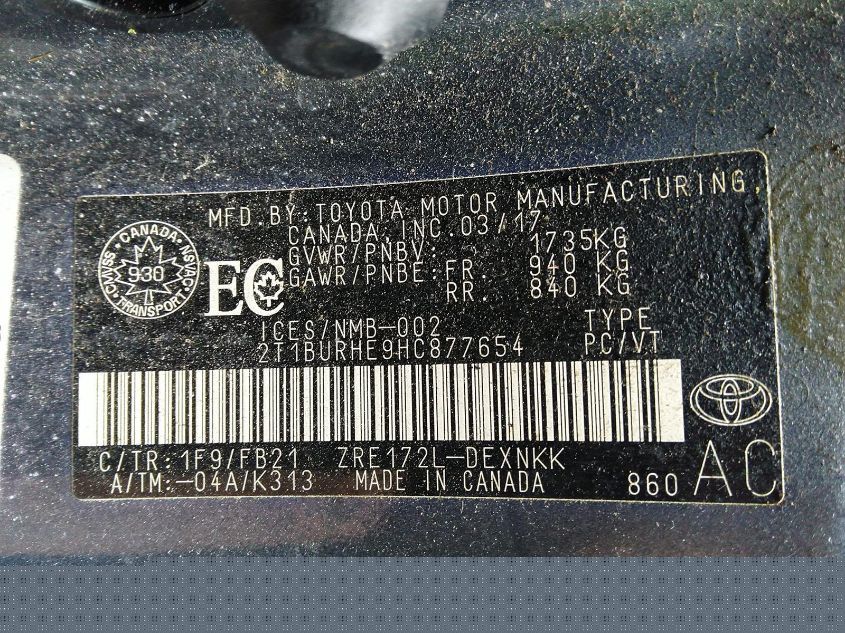 MFD.BY:TOYOTA MOTOR MANUFACTURING,
CANADA, INC. 03/17
GVWR/PNBV: 1735KG
GAWR/PNBE:FR. 940 KG
RR. 840 KG
CANADA
930
TRANSPORT
EC
ICES/NMB-002 TYPE
2T1BURHE9HC877654 PC/VT
C/TR:1F9/FB21 ZRE172L-DEXNKK
A/TM:-04A/K313 MADE IN CANADA 860 AC